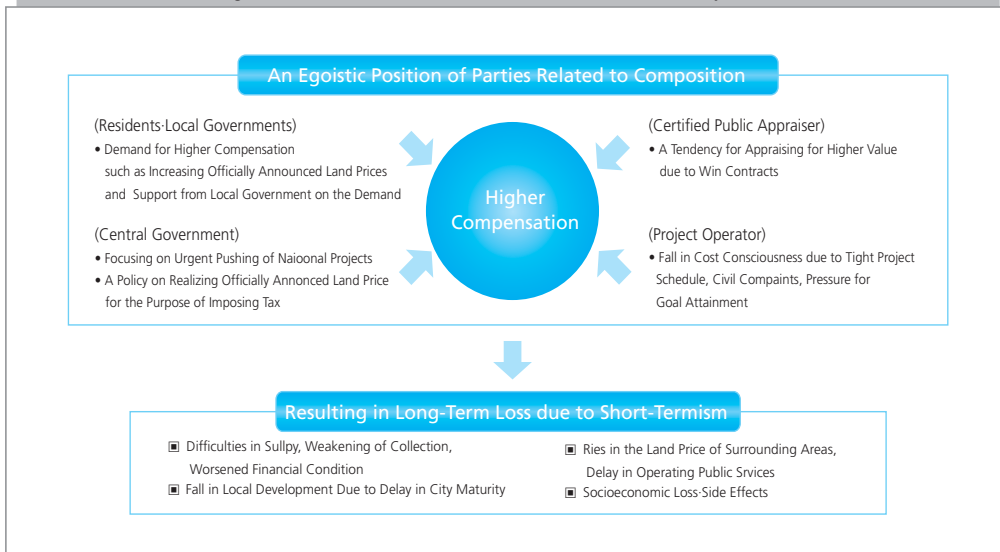 An Egoistic Position of Parties Related to Composition
(Residents·Local Governments)
• Demand for Higher Compensation
such as Increasing Officially Announced Land Prices
and Support from Local Government on the Demand
(Central Government)
• Focusing on Urgent Pushing of Naioonal Projects
• A Policy on Realizing Officially Annonced Land Price
for the Purpose of Imposing Tax
Higher
Compensation
(Certified Public Appraiser)
• A Tendency for Appraising for Higher Value
due to Win Contracts
(Project Operator)
• Fall in Cost Consciousness due to Tight Project
Schedule, Civil Compaints, Pressure for
Goal Attainment
Resulting in Long-Term Loss due to Short-Termism
▣ Difficulties in Sullpy, Weakening of Collection,
Worsened Financial Condition
▣ Fall in Local Development Due to Delay in City Maturity
▣ Ries in the Land Price of Surrounding Areas,
Delay in Operating Public Srvices
▣ Socioeconomic Loss·Side Effects